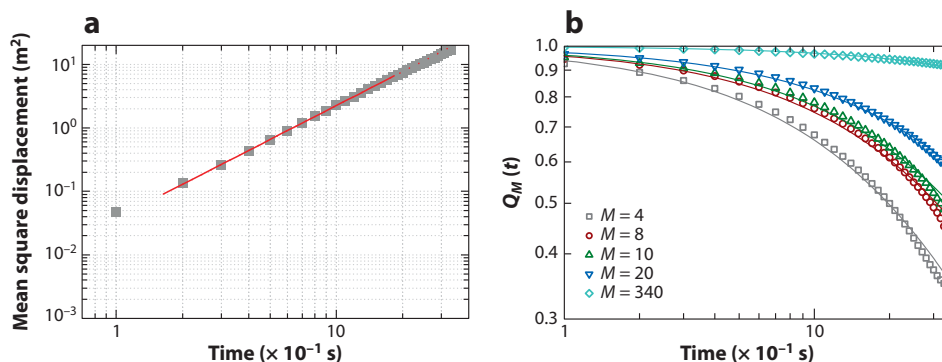 a
Mean square displacement (m²)
10¹
10⁰
10⁻¹
10⁻²
10⁻³
1
10
Time (× 10⁻¹ s)
b
Q_M (t)
1.0
0.9
0.8
0.7
0.6
0.5
0.4
0.3
M = 4
M = 8
M = 10
M = 20
M = 340
1
10
Time (× 10⁻¹ s)